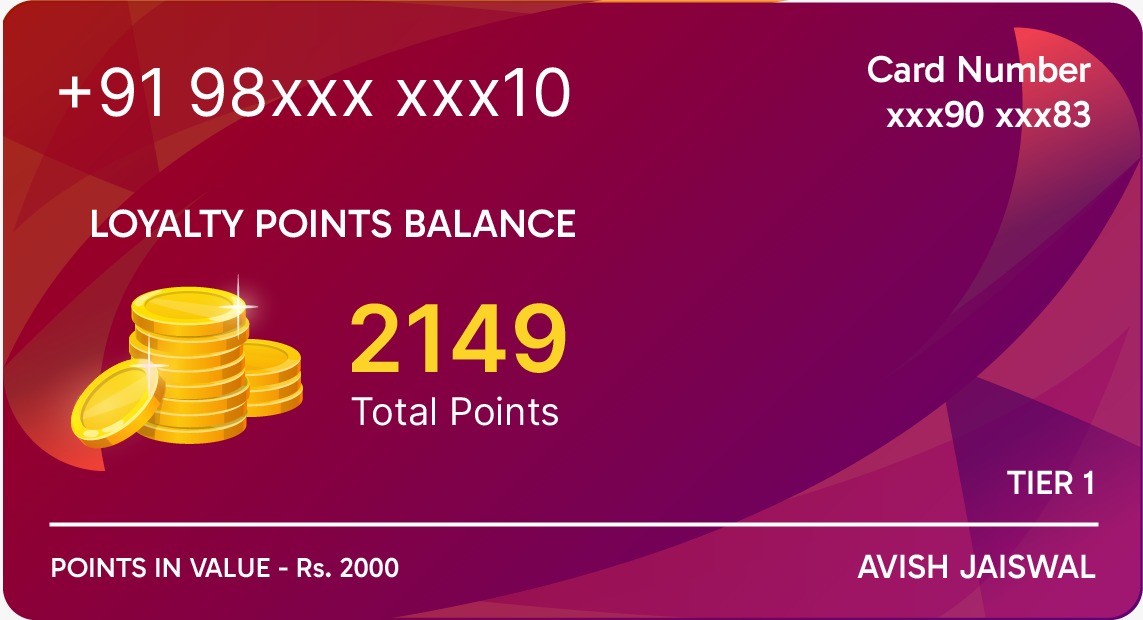 +91 98xxx xxx10
Card Number
xxx90 xxx83
LOYALTY POINTS BALANCE
2149
Total Points
TIER 1
POINTS IN VALUE - Rs. 2000
AVISH JAISWAL